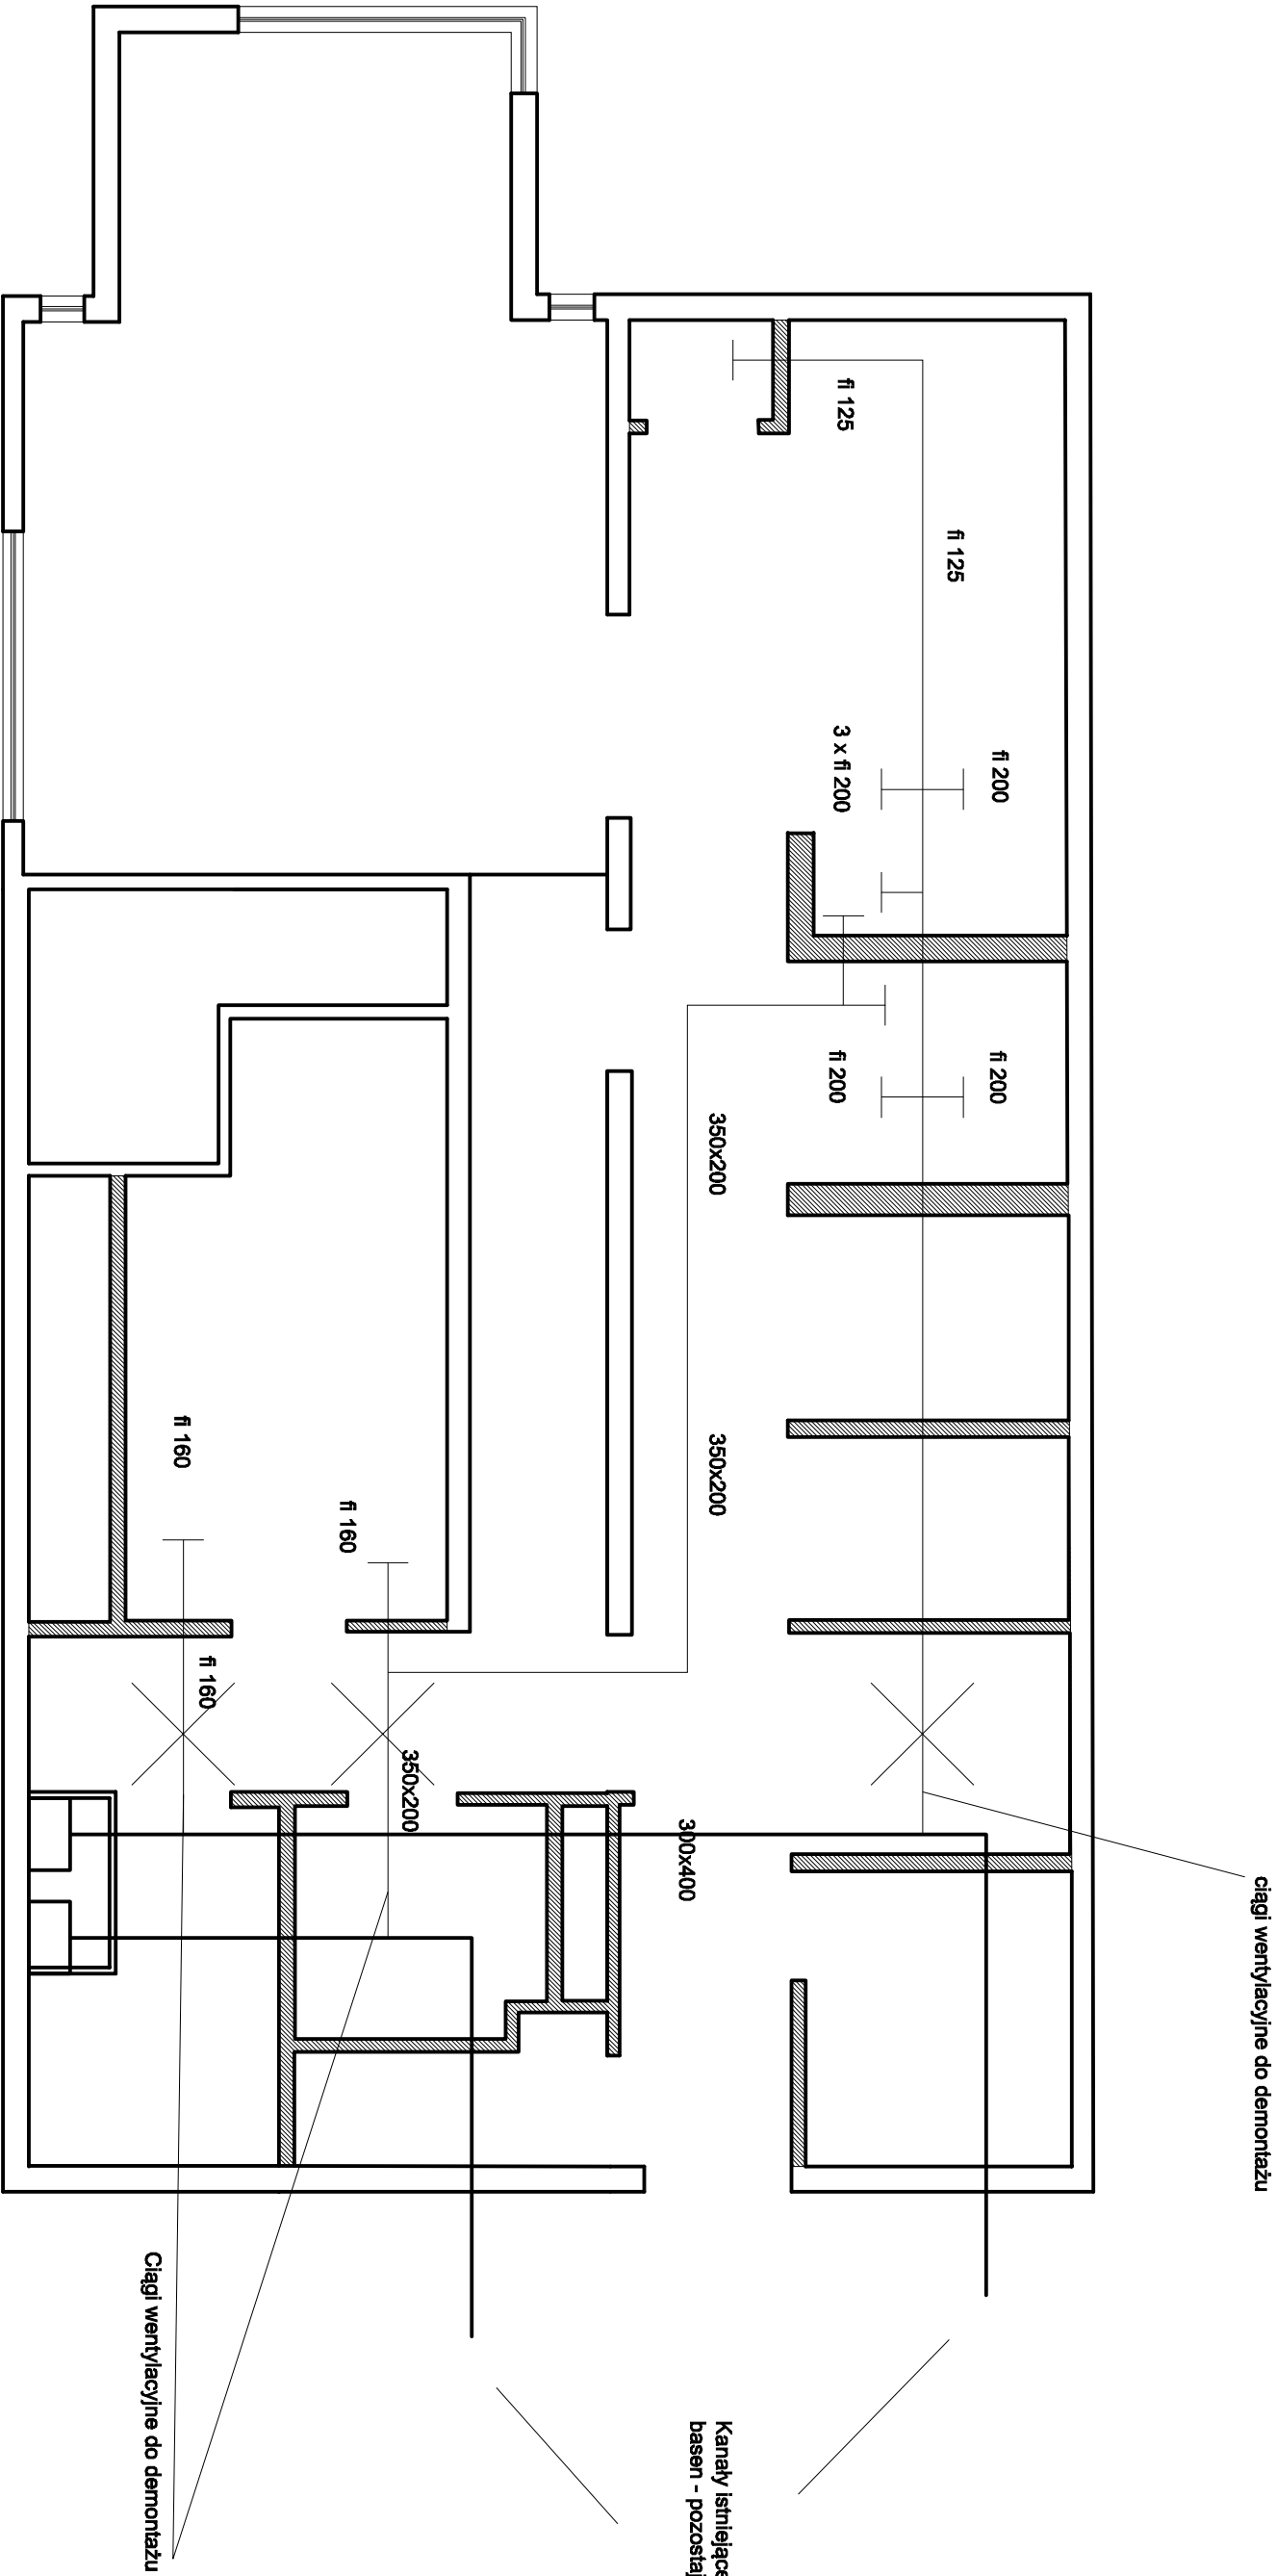 ciągi wentylacyjne do demontażu
fi 200
fi 200
fi 125
fi 125
3 x fi 200
fi 200
350x200
350x200
300x400
Kanały istniejące
basen - pozostaj
350x200
fi 160
fi 160
fi 160
Ciągi wentylacyjne do demontażu